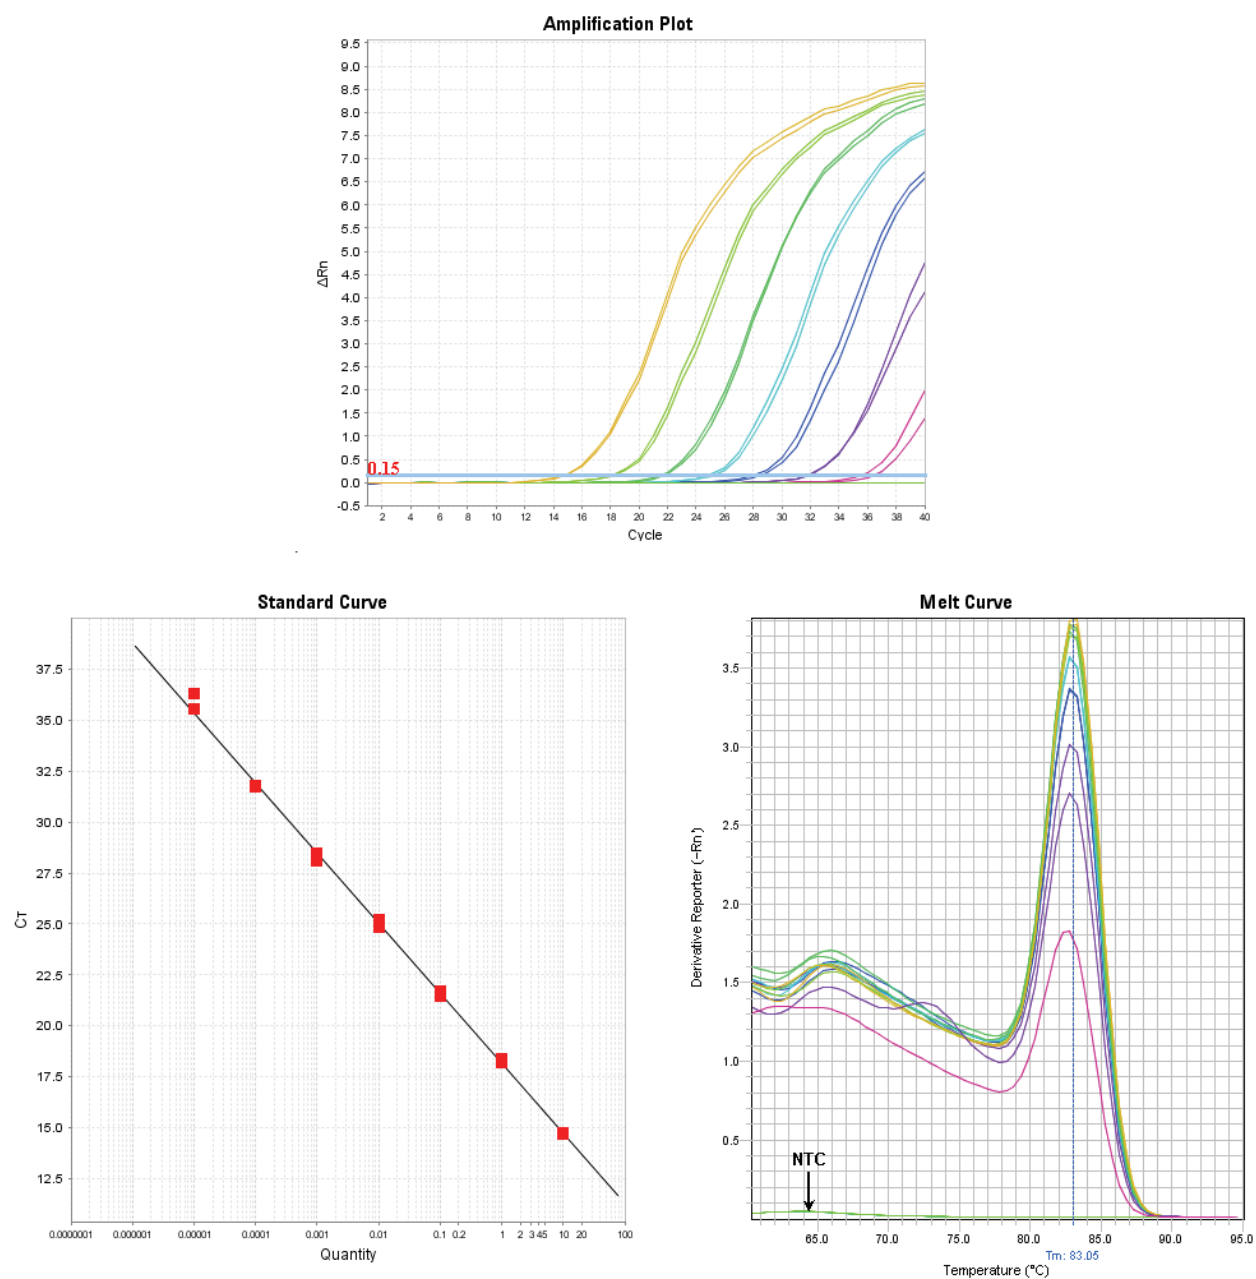 Amplification Plot
9.5
9.0
8.5
8.0
7.5
7.0
6.5
6.0
5.5
5.0
4.5
4.0
3.5
3.0
2.5
2.0
1.5
1.0
0.5
0.0
-0.5
ΔRn
0.15
2 4 6 8 10 12 14 16 18 20 22 24 26 28 30 32 34 36 38 40
Cycle
Standard Curve
37.5
35.0
32.5
30.0
27.5
25.0
22.5
20.0
17.5
15.0
12.5
CT
0.0000001 0.000001 0.00001 0.0001 0.001 0.01 0.1 0.2 1 2 3 45 10 20 100
Quantity
Melt Curve
3.5
3.0
2.5
2.0
1.5
1.0
0.5
Derivative Reporter (-Rn')
NTC
65.0 70.0 75.0 80.0 85.0 90.0 95.0
Tm: 83.05
Temperature (°C)